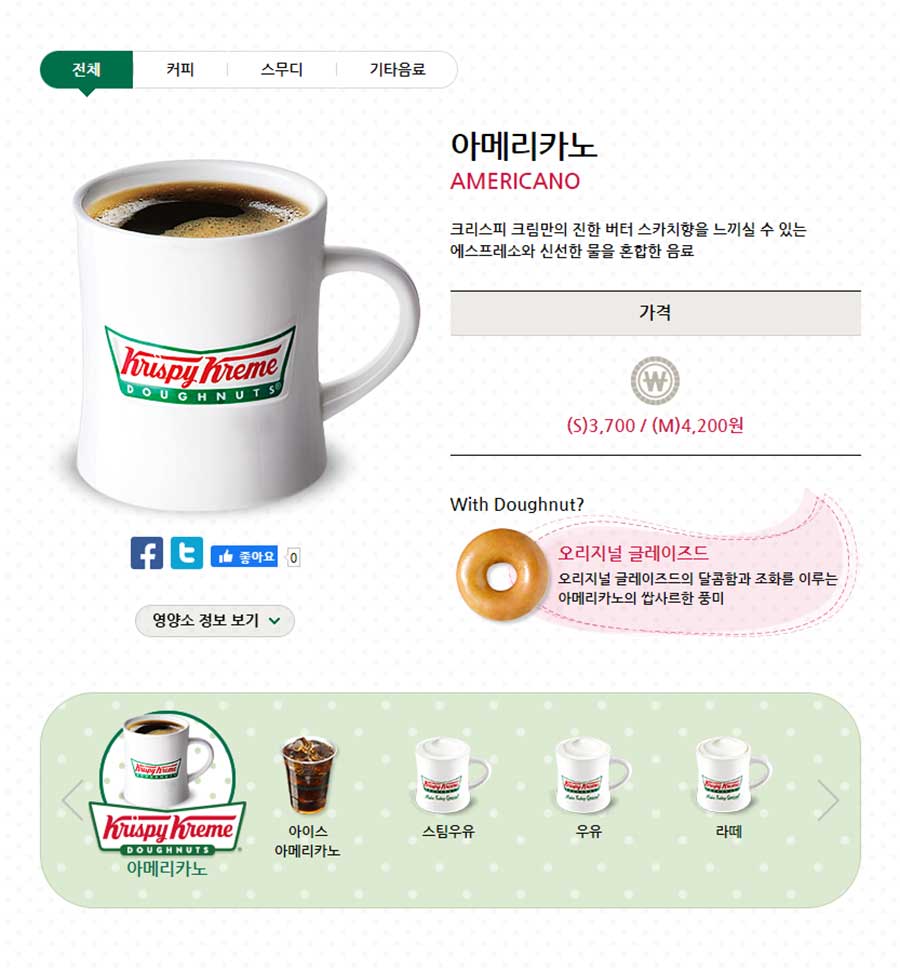 전체
커피
스무디
기타음료
아메리카노
AMERICANO
크리스피 크림만의 진한 버터 스카치향을 느끼실 수 있는
에스프레소와 신선한 물을 혼합한 음료
가격
(S)3,700 / (M)4,200원
With Doughnut?
오리지널 글레이즈드
오리지널 글레이즈드의 달콤함과 조화를 이루는
아메리카노의 쌉사르한 풍미
Krispy Kreme
DOUGHNUTS®
좋아요
0
영양소 정보 보기
Krispy Kreme
DOUGHNUTS
아메리카노
아이스
아메리카노
스팀우유
우유
라떼